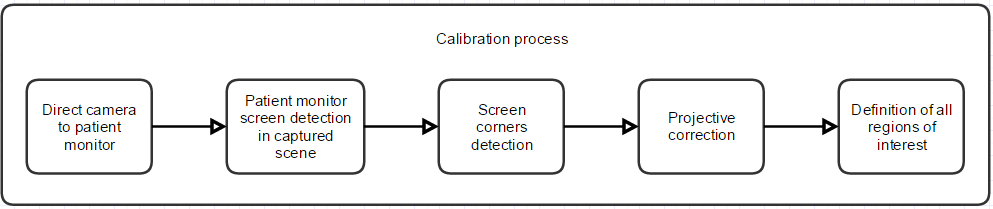 Calibration process
Direct camera
to patient
monitor
Patient monitor
screen detection
in captured
scene
Screen
corners
detection
Projective
correction
Definition of all
regions of
interest